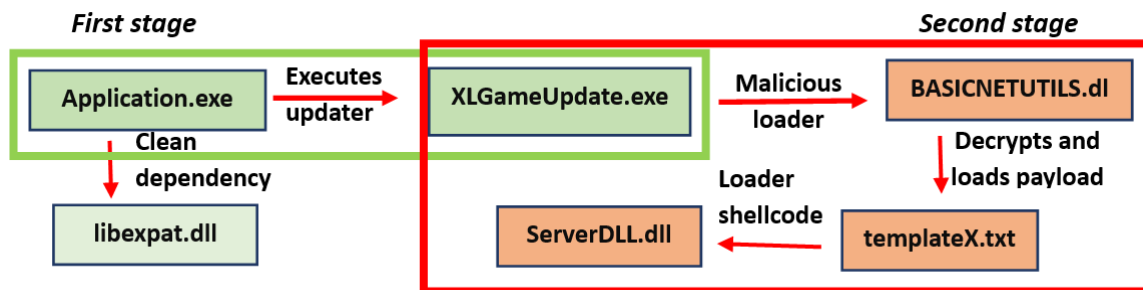 First stage
Second stage
Application.exe
Executes
updater
XLGameUpdate.exe
Malicious
loader
BASICNETUTILS.dl
Clean
dependency
Decrypts and
loads payload
libexpat.dll
Loader
shellcode
ServerDLL.dll
templateX.txt